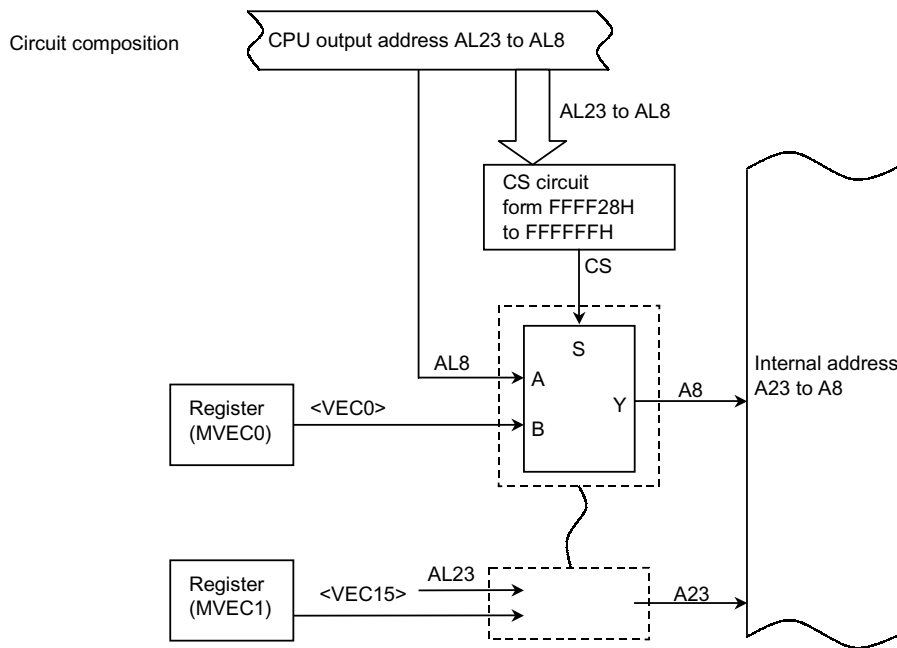 Circuit composition
CPU output address AL23 to AL8
AL23 to AL8
CS circuit
form FFFF28H
to FFFFFFH
CS
S
AL8
A
Internal address
A23 to A8
Register
(MVEC0)
<VEC0>
B
Y
A8
Register
(MVEC1)
<VEC15>
AL23
A23